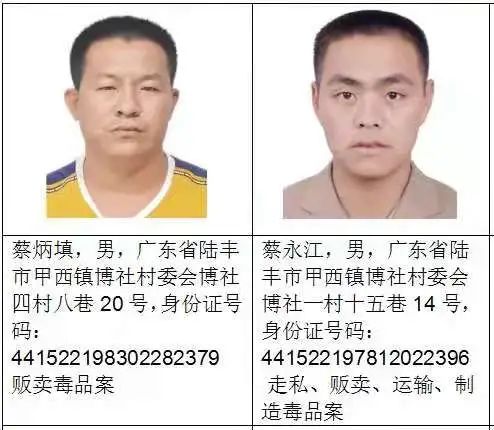 蔡炳填，男，广东省陆丰
市甲西镇博社村委会博社
四村八巷 20 号，身份证号
码：
441522198302282379
贩卖毒品案
蔡永江，男，广东省陆丰
市甲西镇博社村委会
博社一村十五巷 14 号，
身份证号码：
441522197812022396
走私、贩卖、运输、制
造毒品案